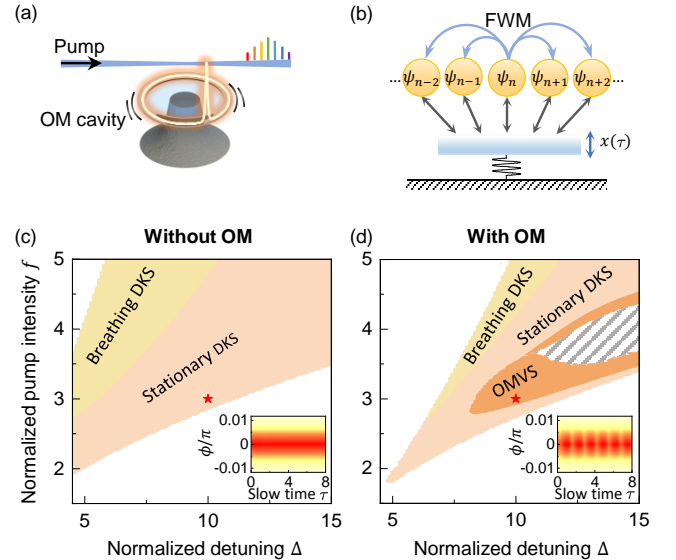 (a)
Pump
OM cavity
(b)
FWM
... ψn−2 ψn−1 ψn ψn+1 ψn+2 ...
x(τ)
(c) Without OM
Normalized pump intensity f
5
4
3
2
Breathing DKS
Stationary DKS
ϕ/π
0.01
0
-0.01
0 4 8
Slow time τ
5 10 15
Normalized detuning Δ
(d) With OM
5
4
3
2
Breathing DKS
Stationary DKS
OMVS
ϕ/π
0.01
0
-0.01
0 4 8
Slow time τ
5 10 15
Normalized detuning Δ